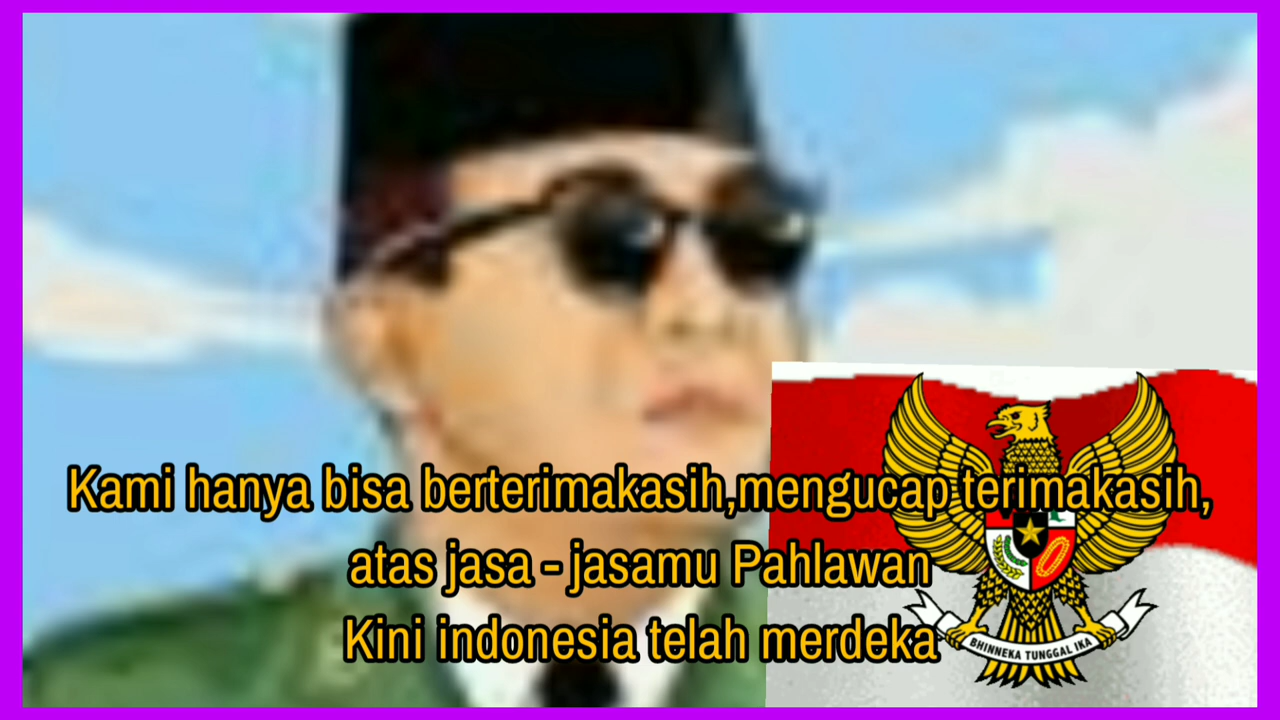 Kami hanya bisa berterimakasih,mengucap terimakasih,
atas jasa - jasamu Pahlawan
Kini indonesia telah merdeka
BHINNEKA TUNGGAL IKA